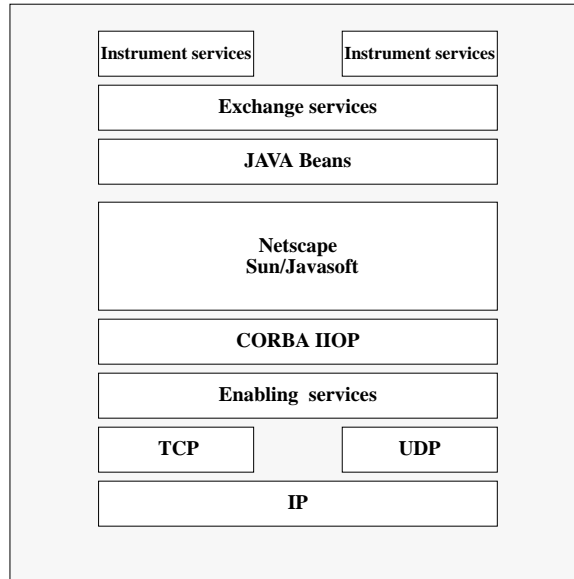 Instrument services
Instrument services
Exchange services
JAVA Beans
Netscape
Sun/Javasoft
CORBA IIOP
Enabling services
TCP
UDP
IP